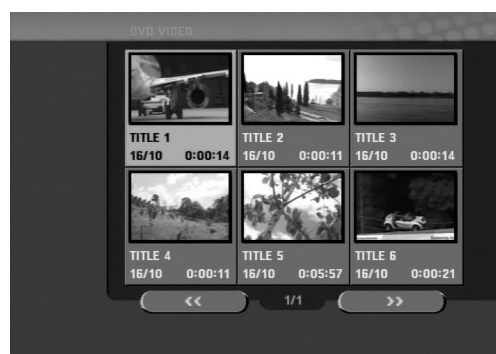 DVD VIDEO
TITLE 1
16/10 0:00:14
TITLE 2
16/10 0:00:11
TITLE 3
16/10 0:00:14
TITLE 4
16/10 0:00:11
TITLE 5
16/10 0:05:57
TITLE 6
16/10 0:00:21
<< 1/1 >>